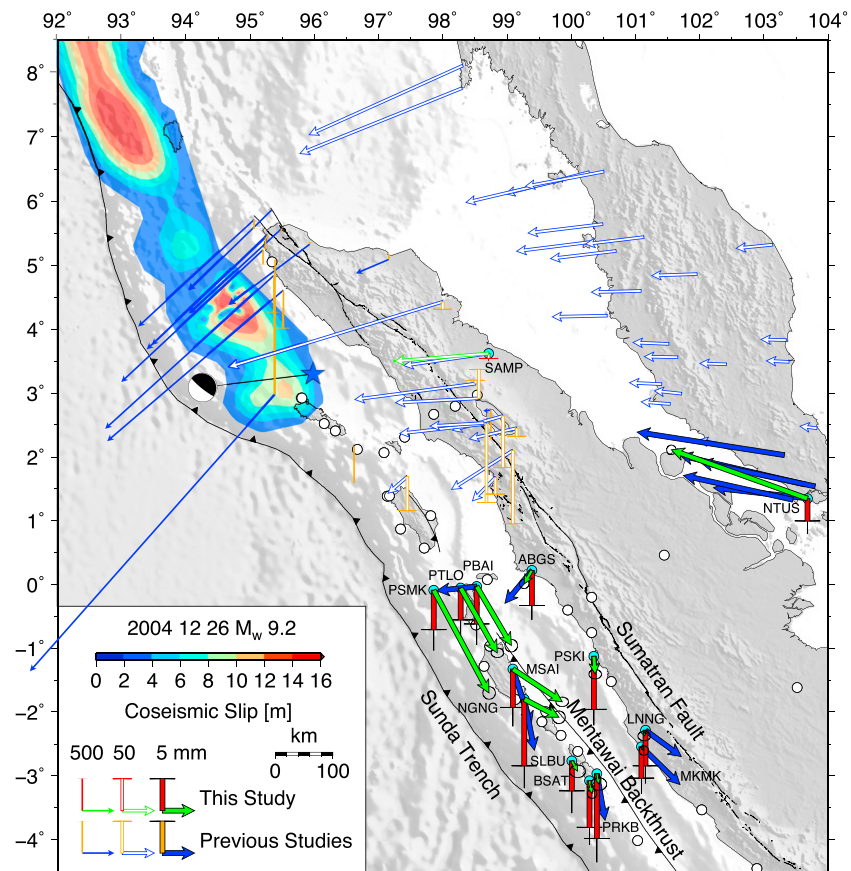 92° 93° 94° 95° 96° 97° 98° 99° 100° 101° 102° 103° 104°
8°
7°
6°
5°
4°
3°
2°
1°
0°
−1°
−2°
−3°
−4°
SAMP
NTUS
ABGS
PBAI
PTLO
PSMK
PSKI
MSAI
NGNG
LNNG
SLBU
BSAT
MKMK
PRKB
Sumatran Fault
Mentawai Backthrust
Sunda Trench
2004 12 26 Mw 9.2
0 2 4 6 8 10 12 14 16
Coseismic Slip [m]
km
0 100
500 50 5 mm
This Study
Previous Studies